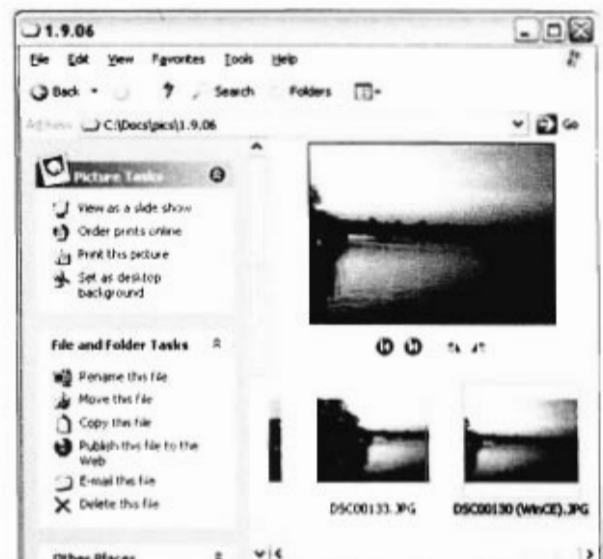 1.9.06
File Edit View Favorites Tools Help
Back Search Folders
Address C:\Docs\pics\1.9.06 Go
Picture Tasks
View as a slide show
Order prints online
Print this picture
Set as desktop
background
File and Folder Tasks
Rename this file
Move this file
Copy this file
Publish this file to the
Web
E-mail this file
Delete this file
Other Places
DSC00133.JPG DSC00130 (WinCE).JPG